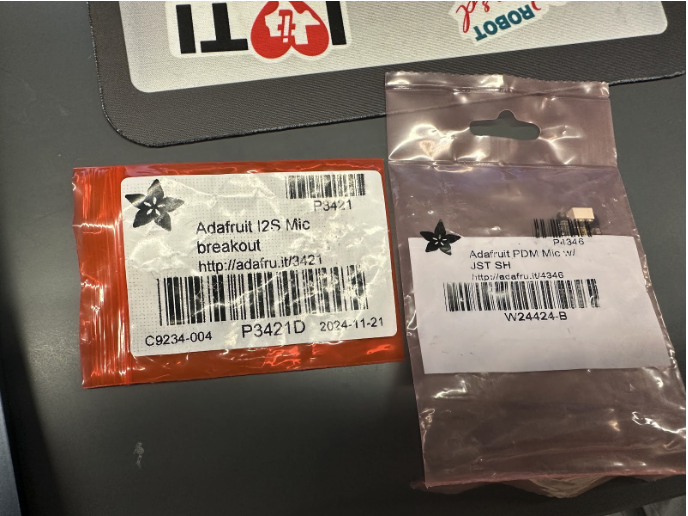 ROBOT
P3421
Adafruit I2S Mic
breakout
http://adafru.it/3421
C9234-004 P3421D 2024-11-21
P4346
Adafruit PDM Mic w/
JST SH
http://adafru.it/4346
W24424-B